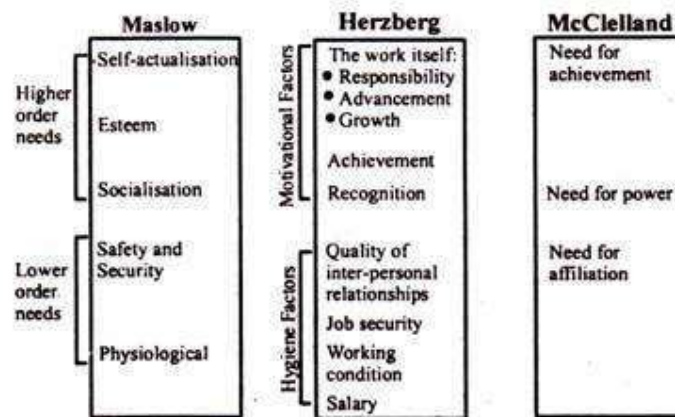 Maslow
Herzberg
McClelland
Higher
order
needs
Lower
order
needs
-Self-actualisation
Esteem
Socialisation
Safety and
Security
Physiological
Motivational Factors
Hygiene Factors
The work itself:
• Responsibility
• Advancement
• Growth
Achievement
Recognition
Quality of
inter-personal
relationships
Job security
Working
condition
Salary
Need for
achievement
Need for power
Need for
affiliation